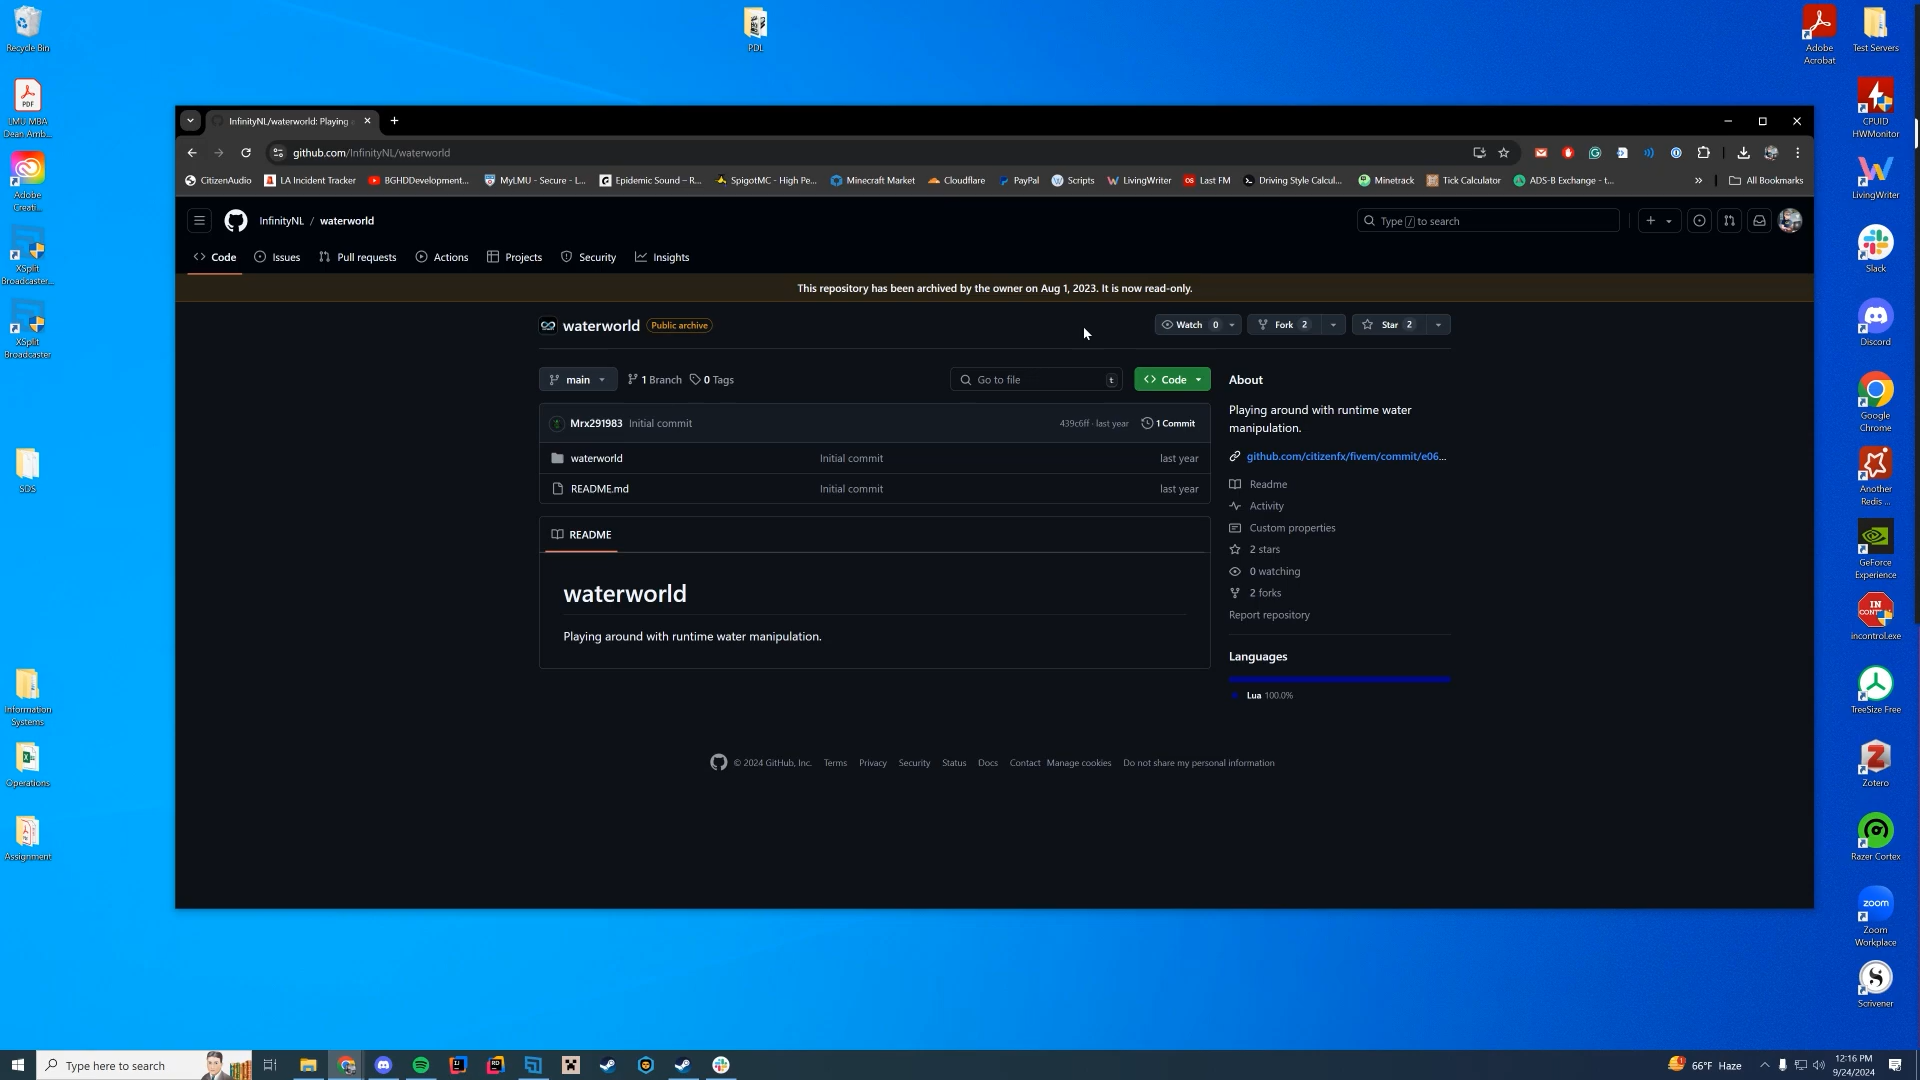 Recycle Bin
PDL
Adobe
Acrobat
Test Servers
LMU MBA
Dean Amb...
CPUID
HWMonitor
Adobe
Creati...
LivingWriter
XSplit
Broadcaster...
Slack
XSplit
Broadcaster
Discord
Google
Chrome
SDS
Another
Redis ...
GeForce
Experience
incontrol.exe
Information
Systems
TreeSize Free
Operations
Zotero
Assignment
Razer Cortex
zoom
Zoom
Workplace
Scrivener
InfinityNL/waterworld: Playing
github.com/InfinityNL/waterworld
CitizenAudio
LA Incident Tracker
BGHDDevelopment...
MyLMU - Secure - L...
Epidemic Sound – R...
SpigotMC - High Pe...
Minecraft Market
Cloudflare
PayPal
Scripts
LivingWriter
Last FM
Driving Style Calcul...
Minetrack
Tick Calculator
ADS-B Exchange - t...
» All Bookmarks
InfinityNL / waterworld
Type / to search
Code
Issues
Pull requests
Actions
Projects
Security
Insights
This repository has been archived by the owner on Aug 1, 2023. It is now read-only.
waterworld Public archive
Watch 0
Fork 2
Star 2
main
1 Branch
0 Tags
Go to file t
Code
Mrx291983 Initial commit
439c6ff · last year
1 Commit
waterworld Initial commit last year
README.md Initial commit last year
README
waterworld
Playing around with runtime water manipulation.
About
Playing around with runtime water
manipulation.
github.com/citizenfx/fivem/commit/e06...
Readme
Activity
Custom properties
2 stars
0 watching
2 forks
Report repository
Languages
Lua 100.0%
© 2024 GitHub, Inc. Terms Privacy Security Status Docs Contact Manage cookies Do not share my personal information
Type here to search
66°F Haze
12:16 PM
9/24/2024